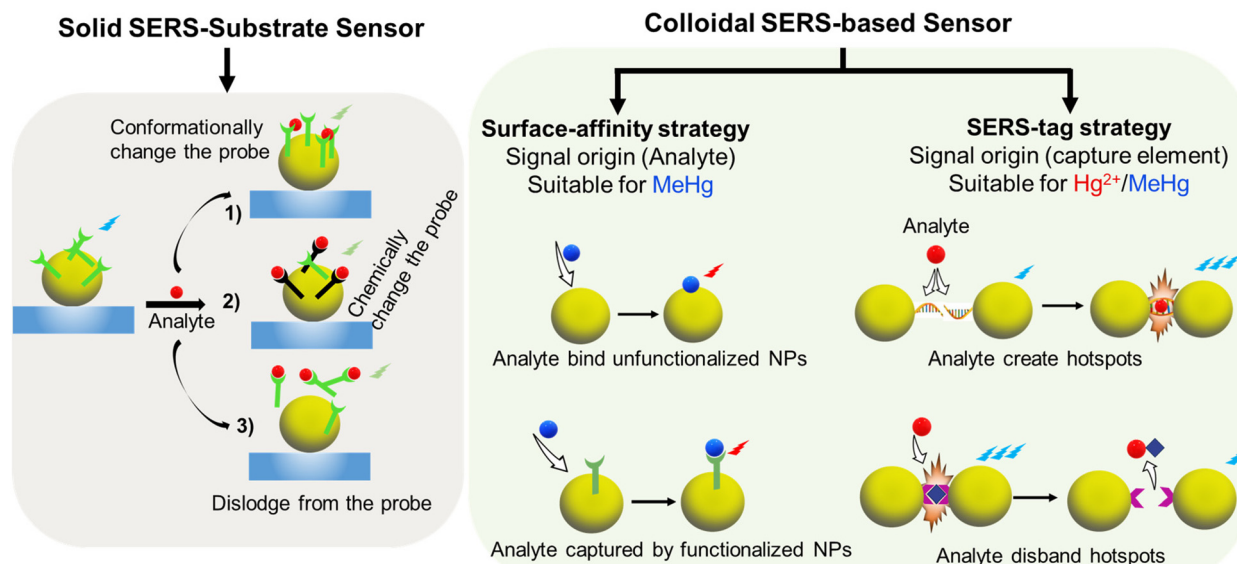 Solid SERS-Substrate Sensor
Conformationally
change the probe
1)
Analyte
2)
Chemically
change the probe
3)
Dislodge from the probe
Colloidal SERS-based Sensor
Surface-affinity strategy
Signal origin (Analyte)
Suitable for MeHg
Analyte bind unfunctionalized NPs
Analyte captured by functionalized NPs
SERS-tag strategy
Signal origin (capture element)
Suitable for Hg²⁺/MeHg
Analyte
Analyte create hotspots
Analyte disband hotspots